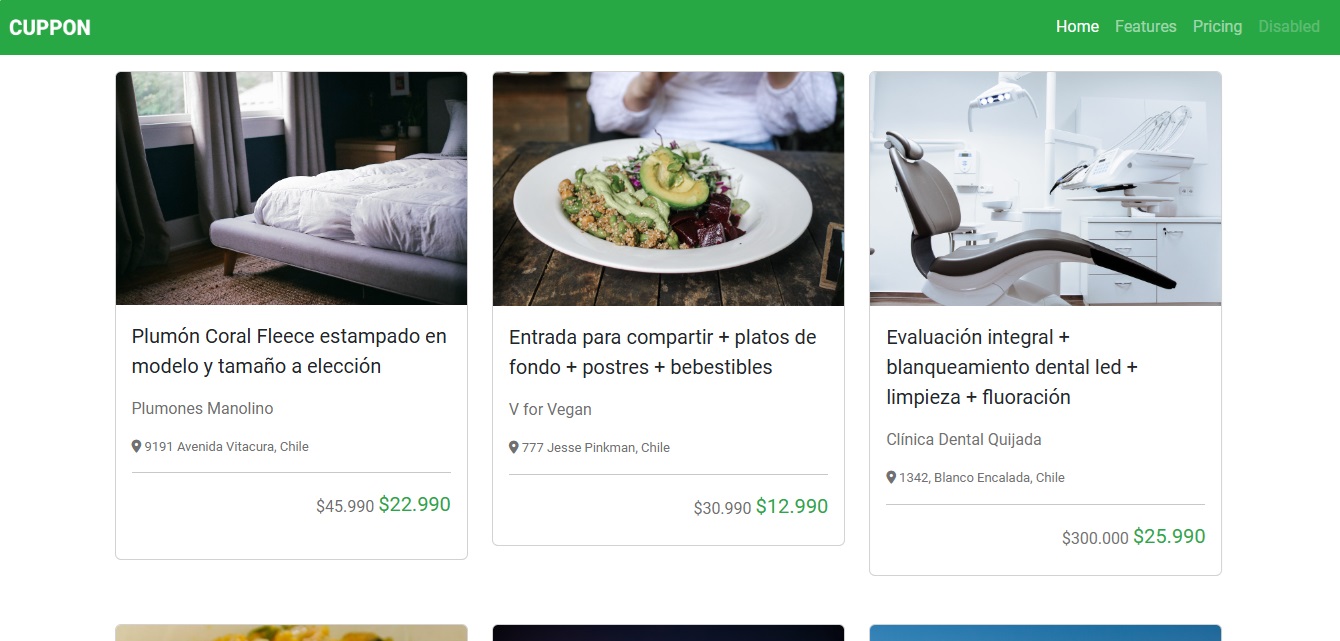 CUPPON
Home Features Pricing Disabled
Plumón Coral Fleece estampado en
modelo y tamaño a elección
Plumones Manolino
9191 Avenida Vitacura, Chile
$45.990 $22.990
Entrada para compartir + platos de
fondo + postres + bebestibles
V for Vegan
777 Jesse Pinkman, Chile
$30.990 $12.990
Evaluación integral +
blanqueamiento dental led +
limpieza + fluoración
Clínica Dental Quijada
1342, Blanco Encalada, Chile
$300.000 $25.990